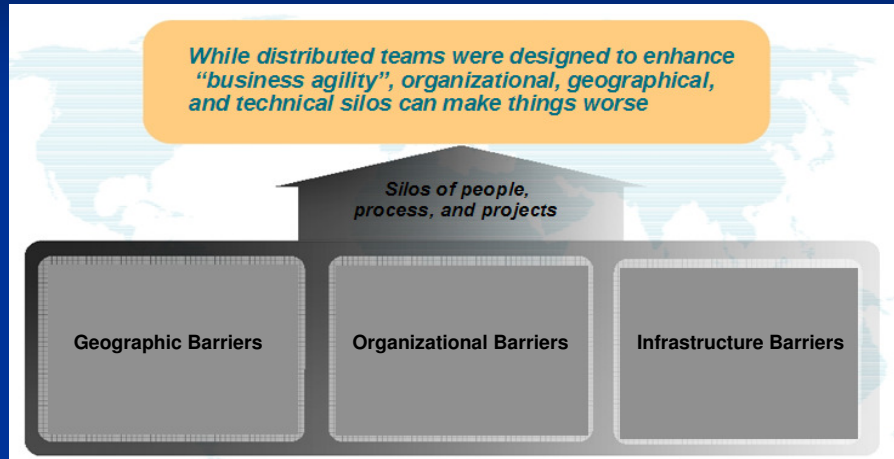 While distributed teams were designed to enhance
“business agility”, organizational, geographical,
and technical silos can make things worse
Silos of people,
process, and projects
Geographic Barriers
Organizational Barriers
Infrastructure Barriers